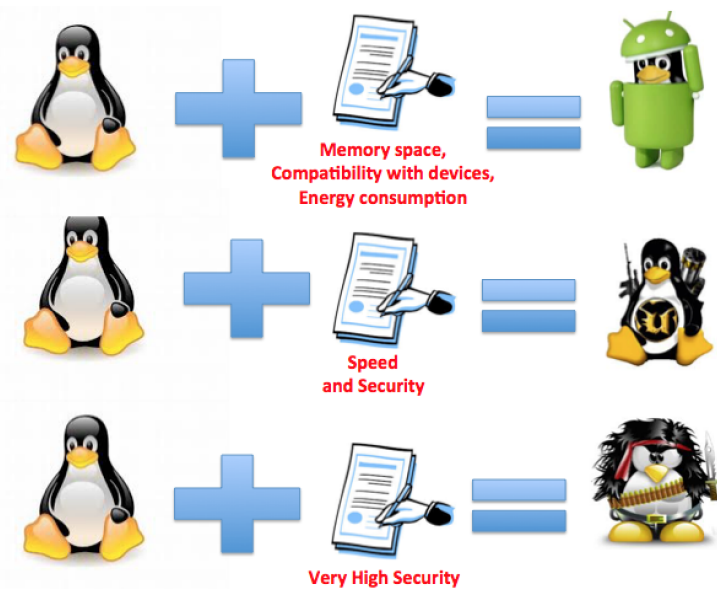 Memory space,
Compatibility with devices,
Energy consumption
Speed
and Security
Very High Security